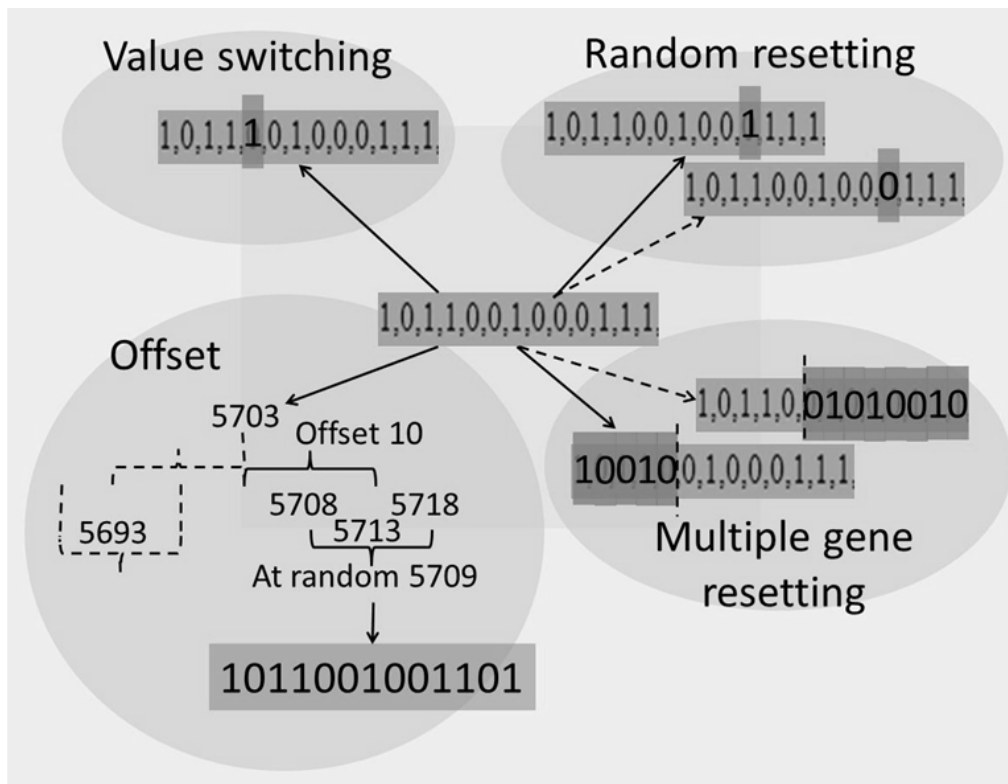 Value switching
1,0,1,1,1,0,1,0,0,0,1,1,1,
Random resetting
1,0,1,1,0,0,1,0,0,1,1,1,1,
1,0,1,1,0,0,1,0,0,0,1,1,1,
1,0,1,1,0,0,1,0,0,0,1,1,1,
Offset
5703
Offset 10
5708 5718
5693
5713
At random 5709
1011001001101
1,0,1,1,0,01010010
100100,1,0,0,0,1,1,1,
Multiple gene
resetting